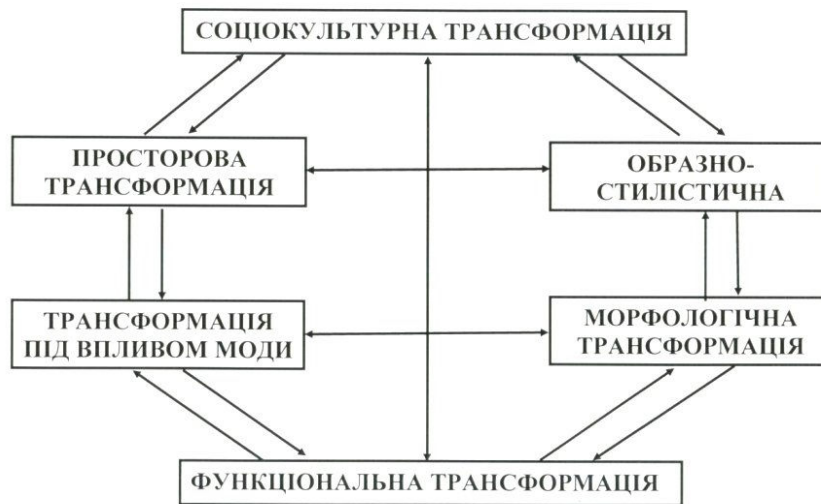 СОЦІОКУЛЬТУРНА ТРАНСФОРМАЦІЯ
ПРОСТОРОВА
ТРАНСФОРМАЦІЯ
ОБРАЗНО-
СТИЛІСТИЧНА
ТРАНСФОРМАЦІЯ
ПІД ВПЛИВОМ МОДИ
МОРФОЛОГІЧНА
ТРАНСФОРМАЦІЯ
ФУНКЦІОНАЛЬНА ТРАНСФОРМАЦІЯ